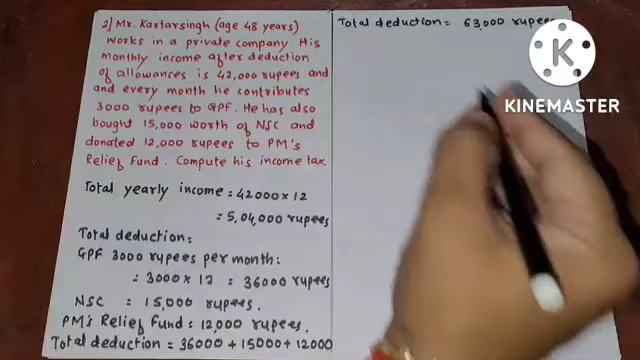 2] Mr. Kartarsingh (age 48 years)
works in a private company. His
monthly income after deduction
of allowances is 42,000 rupees and
and every month he contributes
3000 rupees to GPF. He has also
bought 15,000 worth of NSC and
donated 12,000 rupees to PM's
Relief Fund. Compute his income tax.
Total yearly income = 42000 × 12
= 5,04,000 rupees
Total deduction:
GPF 3000 rupees per month:
= 3000 × 12 = 36000 rupees
NSC = 15,000 rupees.
PM's Relief Fund = 12,000 rupees.
Total deduction = 36000 + 15000 + 12000
Total deduction = 63,000 rupees
K
KINEMASTER